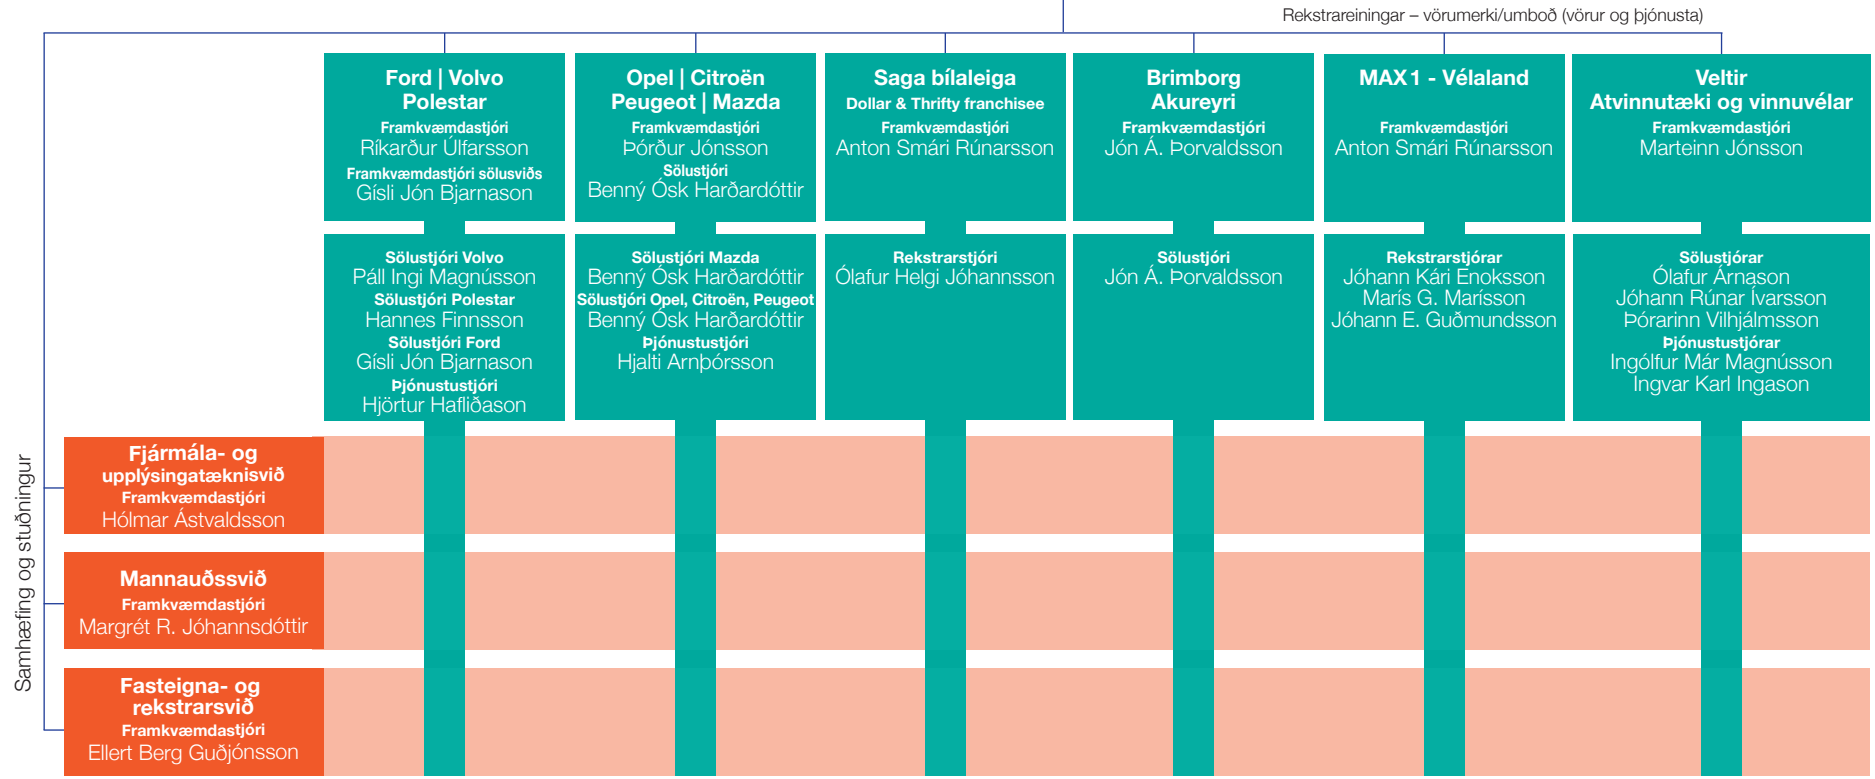 Rekstrareiningar – vörumerki/umboð (vörur og þjónusta)
Ford | Volvo
Polestar
Framkvæmdastjóri
Ríkarður Úlfarsson
Framkvæmdastjóri sölusviðs
Gísli Jón Bjarnason
Opel | Citroën
Peugeot | Mazda
Framkvæmdastjóri
Þórður Jónsson
Sölustjóri
Benný Ósk Harðardóttir
Saga bílaleiga
Dollar & Thrifty franchisee
Framkvæmdastjóri
Anton Smári Rúnarsson
Brimborg
Akureyri
Framkvæmdastjóri
Jón Á. Þorvaldsson
MAX1 - Vélaland
Framkvæmdastjóri
Anton Smári Rúnarsson
Veltir
Atvinnutæki og vinnuvélar
Framkvæmdastjóri
Marteinn Jónsson
Sölustjóri Volvo
Páll Ingi Magnússon
Sölustjóri Polestar
Hannes Finnsson
Sölustjóri Ford
Gísli Jón Bjarnason
Þjónustustjóri
Hjörtur Hafliðason
Sölustjóri Mazda
Benný Ósk Harðardóttir
Sölustjóri Opel, Citroën, Peugeot
Benný Ósk Harðardóttir
Þjónustustjóri
Hjalti Arnþórsson
Rekstrarstjóri
Ólafur Helgi Jóhannsson
Sölustjóri
Jón Á. Þorvaldsson
Rekstrarstjórar
Jóhann Kári Enoksson
Marís G. Marísson
Jóhann E. Guðmundsson
Sölustjórar
Ólafur Árnason
Jóhann Rúnar Ívarsson
Þórarinn Vilhjálmsson
Þjónustustjórar
Ingólfur Már Magnússon
Ingvar Karl Ingason
Samhæfing og stuðningur
Fjármála- og
upplýsingatæknisvið
Framkvæmdastjóri
Hólmar Ástvaldsson
Mannauðssvið
Framkvæmdastjóri
Margrét R. Jóhannsdóttir
Fasteigna- og
rekstrarsvið
Framkvæmdastjóri
Ellert Berg Guðjónsson